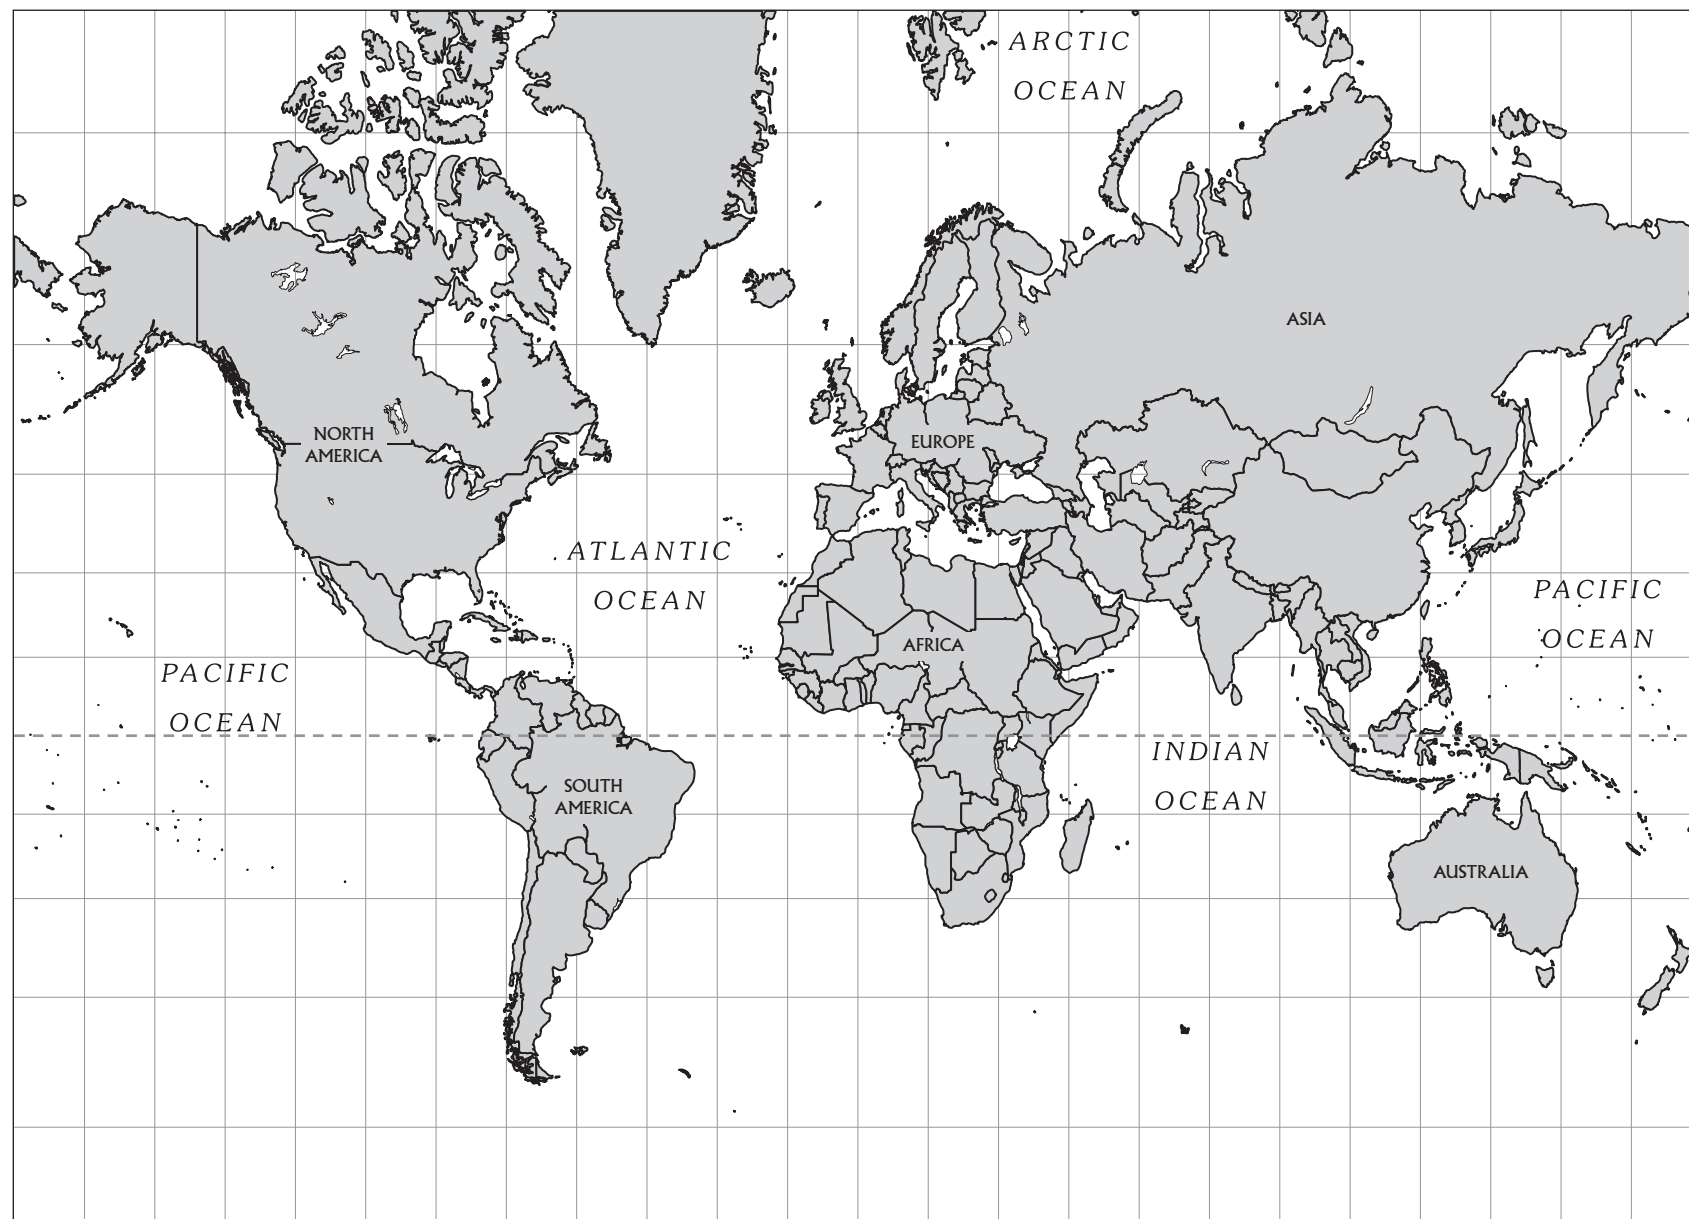 ARCTIC
OCEAN
ASIA
NORTH
AMERICA
EUROPE
ATLANTIC
OCEAN
PACIFIC
OCEAN
AFRICA
PACIFIC
OCEAN
INDIAN
OCEAN
SOUTH
AMERICA
AUSTRALIA